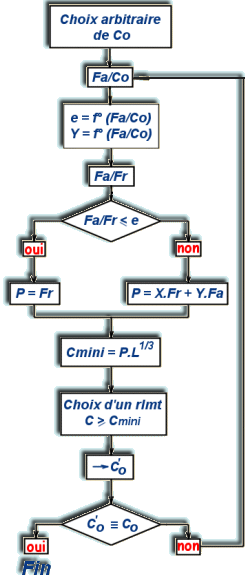 Choix arbitraire
de Co
Fa/Co
e = f° (Fa/Co)
Y = f° (Fa/Co)
Fa/Fr
Fa/Fr ⩽ e
oui
non
P = Fr
P = X.Fr + Y.Fa
Cmini = P.L^1/3
Choix d'un rlmt
C ⩾ Cmini
→C'o
C'o ≡ Co
oui
non
Fin